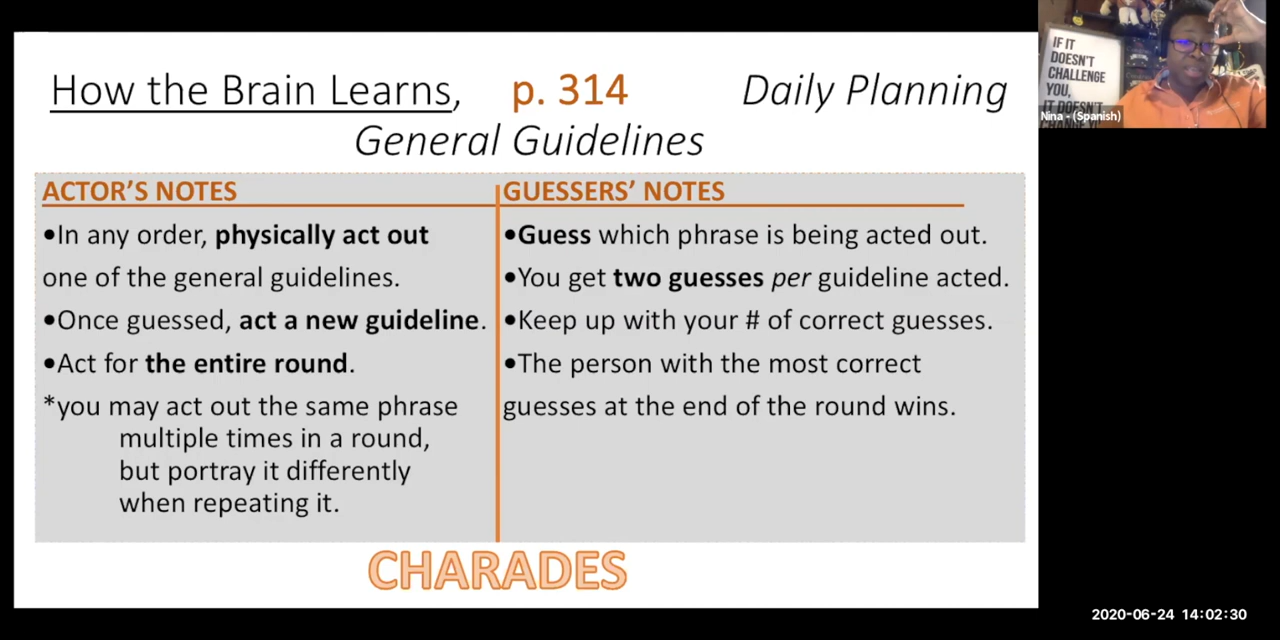 How the Brain Learns, p. 314 Daily Planning
General Guidelines
ACTOR'S NOTES
•In any order, physically act out
one of the general guidelines.
•Once guessed, act a new guideline.
•Act for the entire round.
*you may act out the same phrase
multiple times in a round,
but portray it differently
when repeating it.
GUESSERS' NOTES
•Guess which phrase is being acted out.
•You get two guesses per guideline acted.
•Keep up with your # of correct guesses.
•The person with the most correct
guesses at the end of the round wins.
CHARADES
IF IT
DOESN'T
CHALLENGE
YOU,
IT DOESN'T
Nina - (Spanish)
2020-06-24 14:02:30